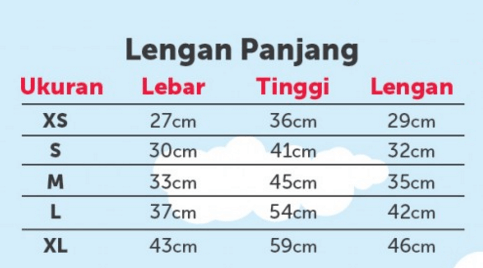 Lengan Panjang
Ukuran Lebar Tinggi Lengan
XS 27cm 36cm 29cm
S 30cm 41cm 32cm
M 33cm 45cm 35cm
L 37cm 54cm 42cm
XL 43cm 59cm 46cm